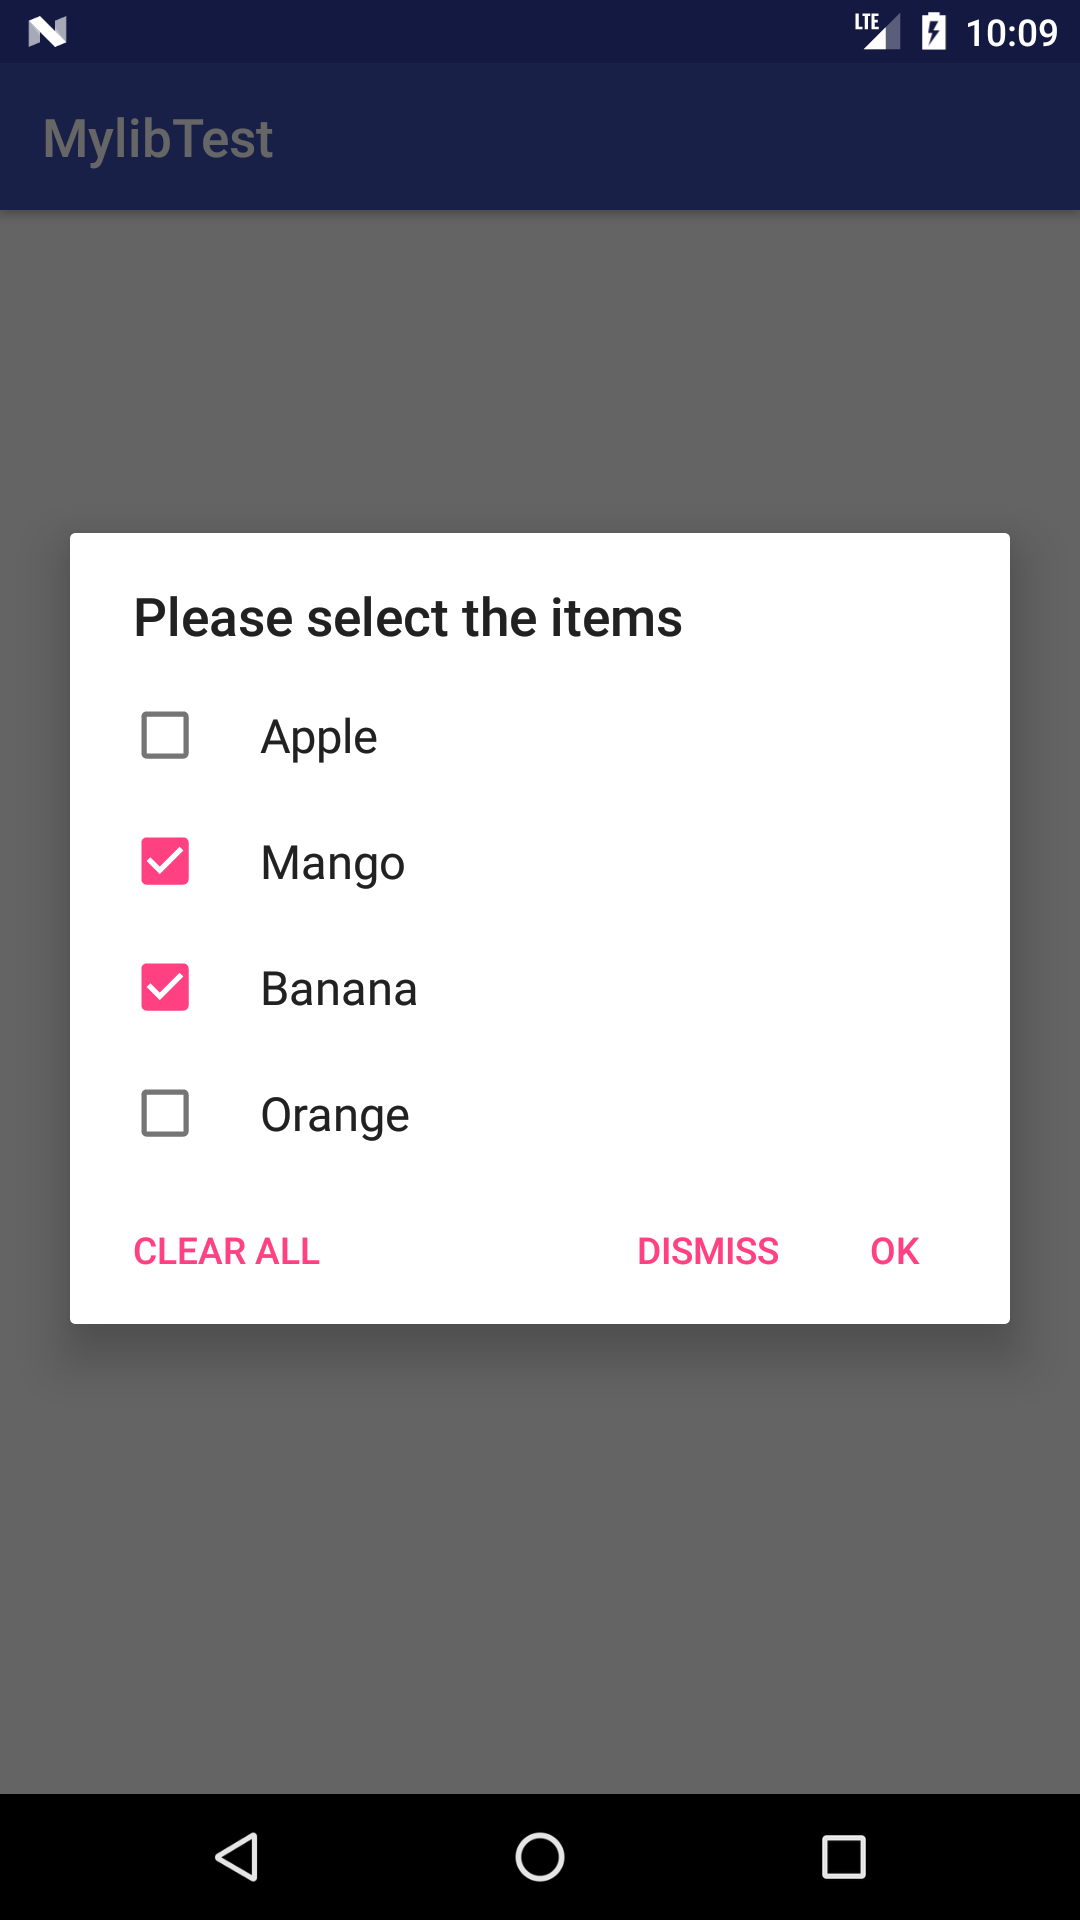 LTE 10:09
MylibTest
Please select the items
Apple
Mango
Banana
Orange
CLEAR ALL DISMISS OK